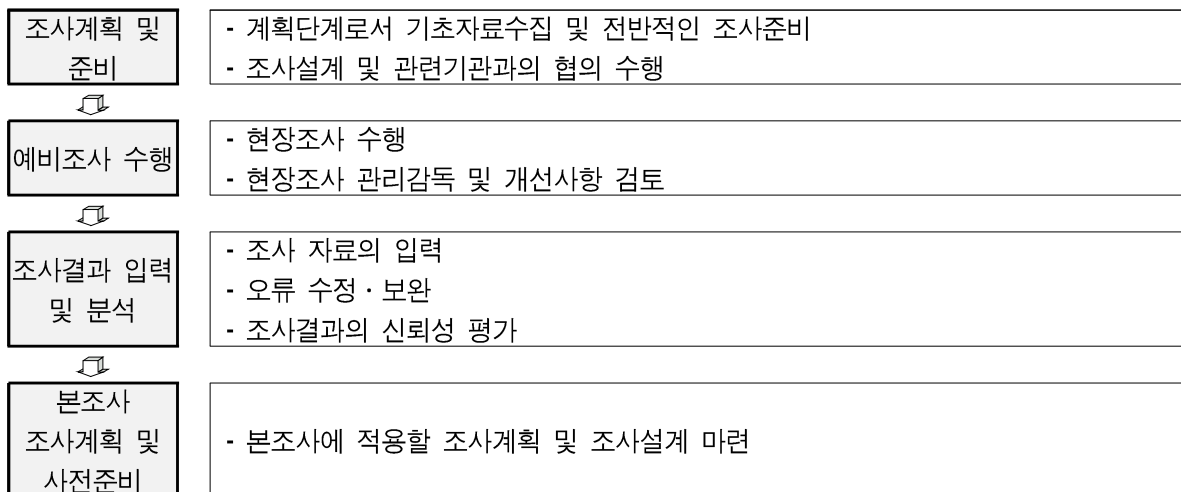 조사계획 및
준비
- 계획단계로서 기초자료수집 및 전반적인 조사준비
- 조사설계 및 관련기관과의 협의 수행
예비조사 수행
- 현장조사 수행
- 현장조사 관리감독 및 개선사항 검토
조사결과 입력
및 분석
- 조사 자료의 입력
- 오류 수정·보완
- 조사결과의 신뢰성 평가
본조사
조사계획 및
사전준비
- 본조사에 적용할 조사계획 및 조사설계 마련